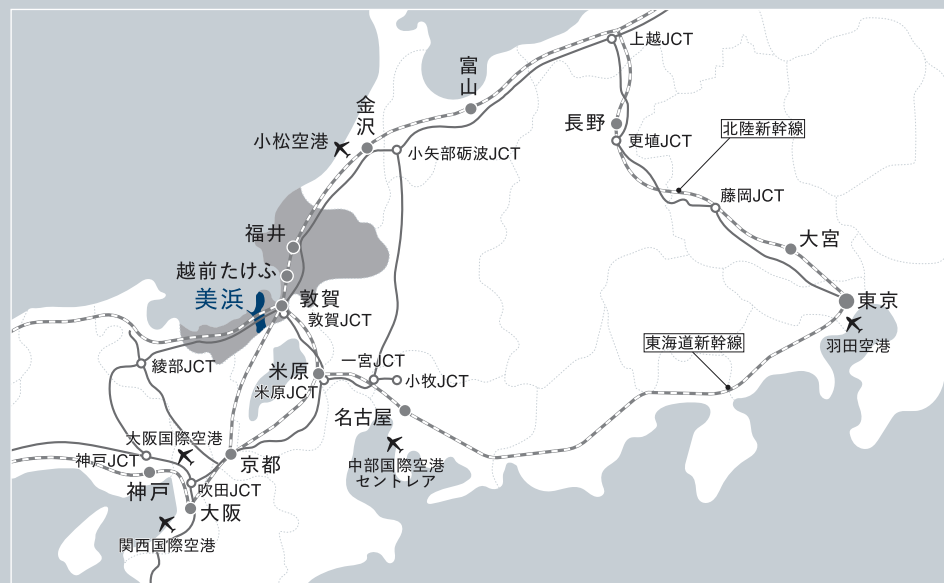 上越JCT
富山
金沢
長野
北陸新幹線
小松空港
小矢部砺波JCT
更埴JCT
藤岡JCT
福井
大宮
越前たけふ
美浜
敦賀
敦賀JCT
東京
羽田空港
東海道新幹線
綾部JCT
米原
一宮JCT
米原JCT
小牧JCT
名古屋
大阪国際空港
神戸JCT
京都
中部国際空港
セントレア
神戸
吹田JCT
大阪
関西国際空港